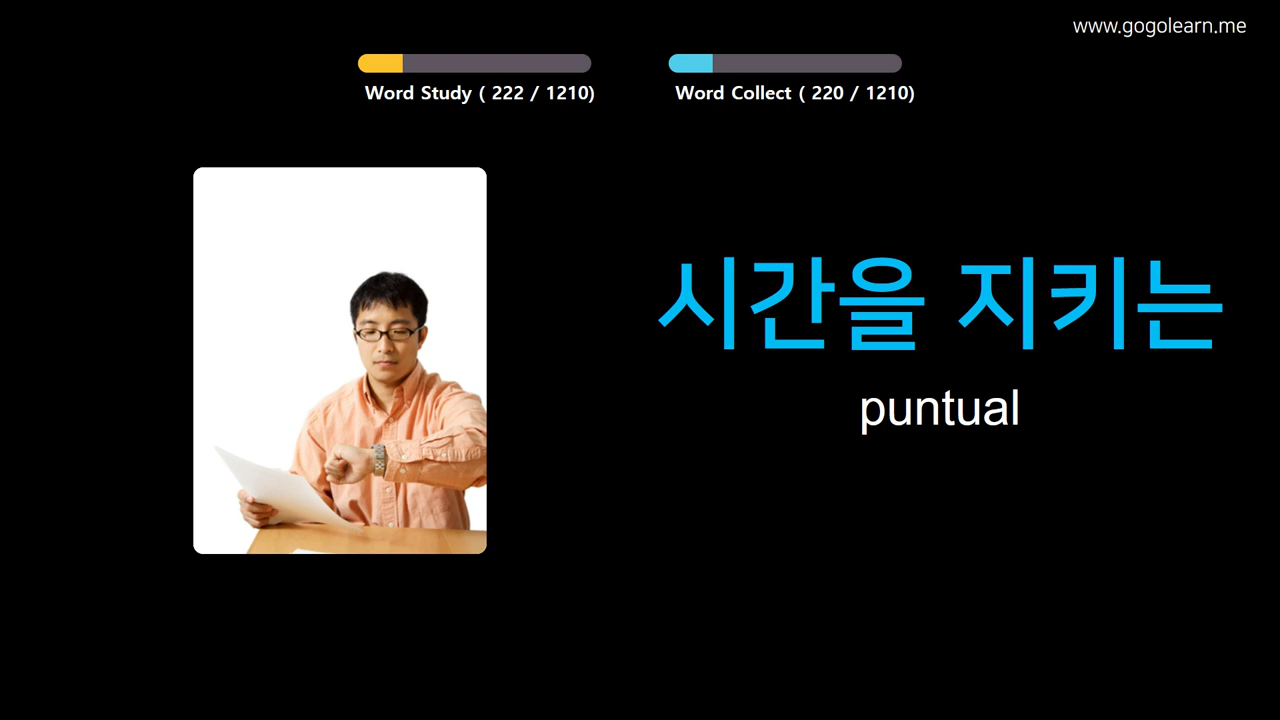 www.gogolearn.me
Word Study ( 222 / 1210)
Word Collect ( 220 / 1210)
시간을 지키는
puntual